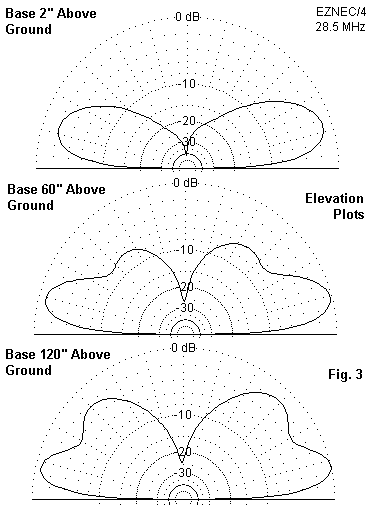 Base 2" Above
Ground
0 dB
EZNEC/4
28.5 MHz
-10
-20
-30
Base 60" Above
Ground
0 dB
Elevation
Plots
-10
-20
-30
Base 120" Above
Ground
0 dB
Fig. 3
-10
-20
-30